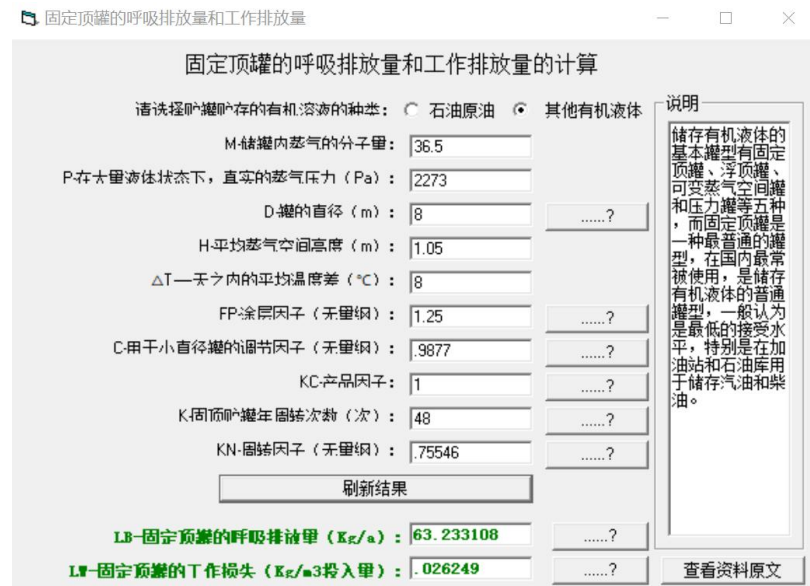 固定顶罐的呼吸排放量和工作排放量
固定顶罐的呼吸排放量和工作排放量的计算
请选择贮罐贮存的有机溶液的种类： 石油原油 其他有机液体
M-储罐内蒸气的分子量： 36.5
P-在大量液体状态下，真实的蒸气压力（Pa）： 2273
D-罐的直径（m）： 8 ......?
H-平均蒸气空间高度（m）： 1.05
△T—天之内的平均温度差（℃）： 8
FP-涂层因子（无量纲）： 1.25 ......?
C-用于小直径罐的调节因子（无量纲）： .9877 ......?
KC-产品因子： 1 ......?
K-固顶贮罐年周转次数（次）： 48 ......?
KN-周转因子（无量纲）： .75546 ......?
刷新结果
LB-固定顶罐的呼吸排放量（Kg/a）: 63.233108 ......?
LW-固定顶罐的工作损失（Kg/m3投入量）: .026249 ......?
说明
储存有机液体的
基本罐型有固定
顶罐、浮顶罐、
可变蒸气空间罐
和压力罐等五种
，而固定顶罐是
一种最普通的罐
型，在国内最常
被使用，是储存
有机液体的普通
罐型，一般认为
是最低的接受水
平，特别是在加
油站和石油库用
于储存汽油和柴
油。
查看资料原文